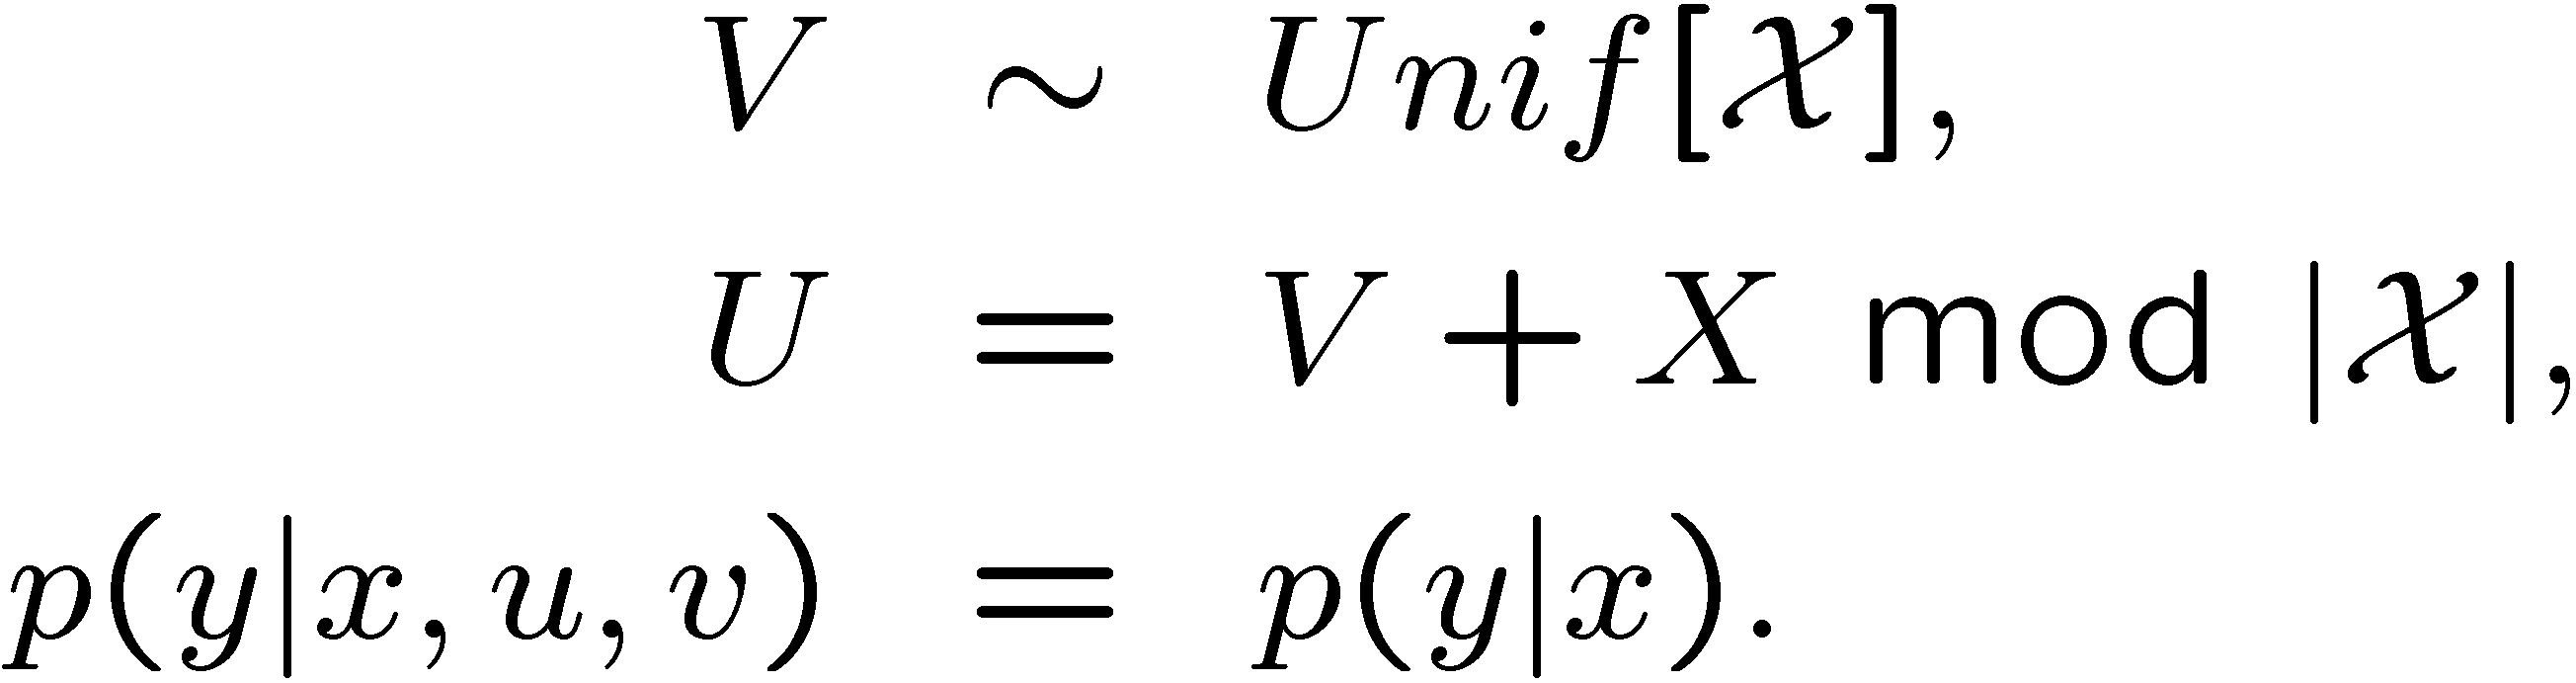 V ∼ Unif[𝒳],
U = V + X mod |𝒳|,
p(y|x, u, v) = p(y|x).